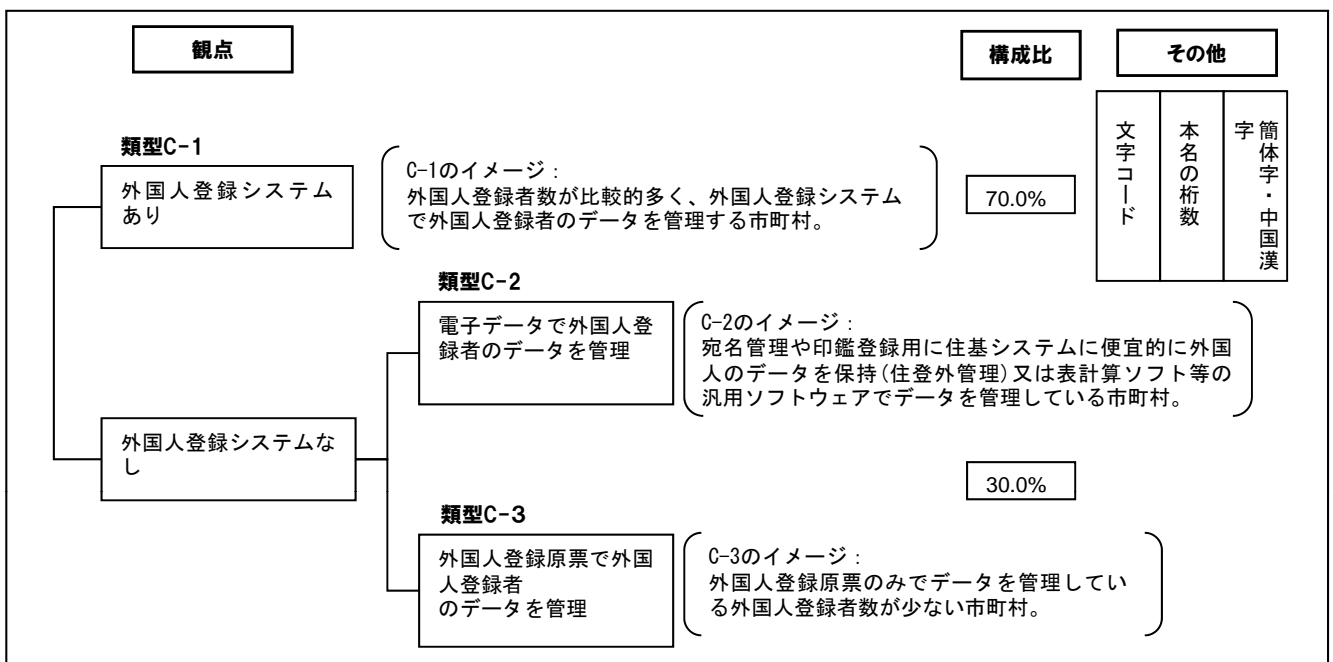 観点
構成比
その他
文字コード
本名の桁数
簡体字・中国漢
字
類型C-1
外国人登録システム
あり
C-1のイメージ：
外国人登録者数が比較的多く、外国人登録システム
で外国人登録者のデータを管理する市町村。
70.0%
類型C-2
電子データで外国人登
録者のデータを管理
C-2のイメージ：
宛名管理や印鑑登録用に住基システムに便宜的に外国
人のデータを保持(住登外管理)又は表計算ソフト等の
汎用ソフトウェアでデータを管理している市町村。
外国人登録システムな
し
30.0%
類型C-3
外国人登録原票で外国
人登録者
のデータを管理
C-3のイメージ：
外国人登録原票のみでデータを管理してい
る外国人登録者数が少ない市町村。